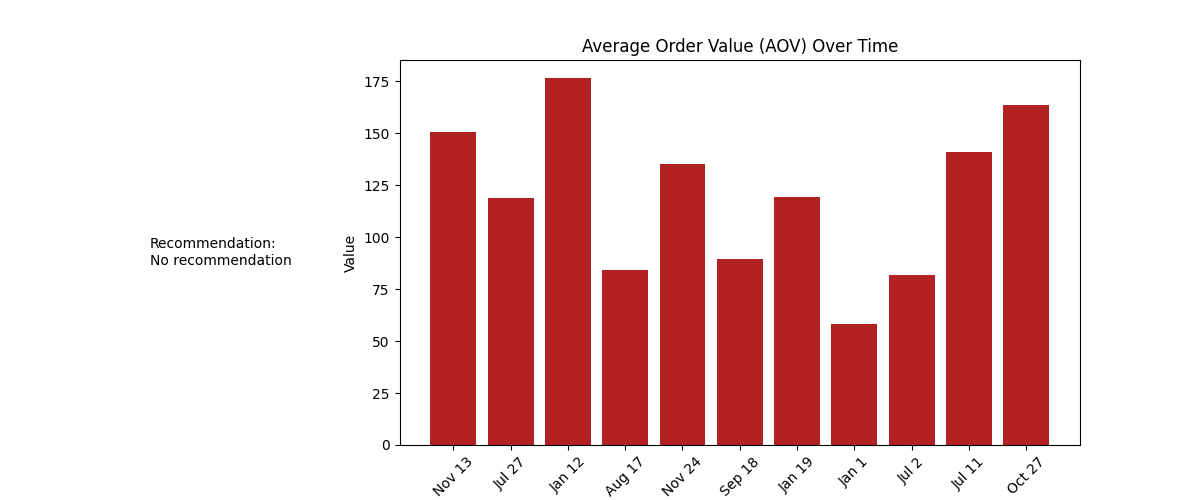 Average Order Value (AOV) Over Time
175
150
125
100
75
50
25
0
Value
Recommendation:
No recommendation
Nov 13
Jul 27
Jan 12
Aug 17
Nov 24
Sep 18
Jan 19
Jan 1
Jul 2
Jul 11
Oct 27